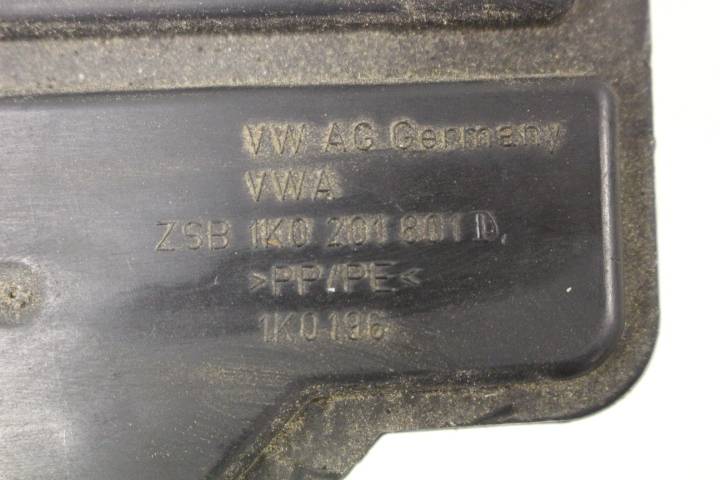 VW AG Germany
VWA
ZSB 1K0 201 801 D.
>PP/PE<
1K0196